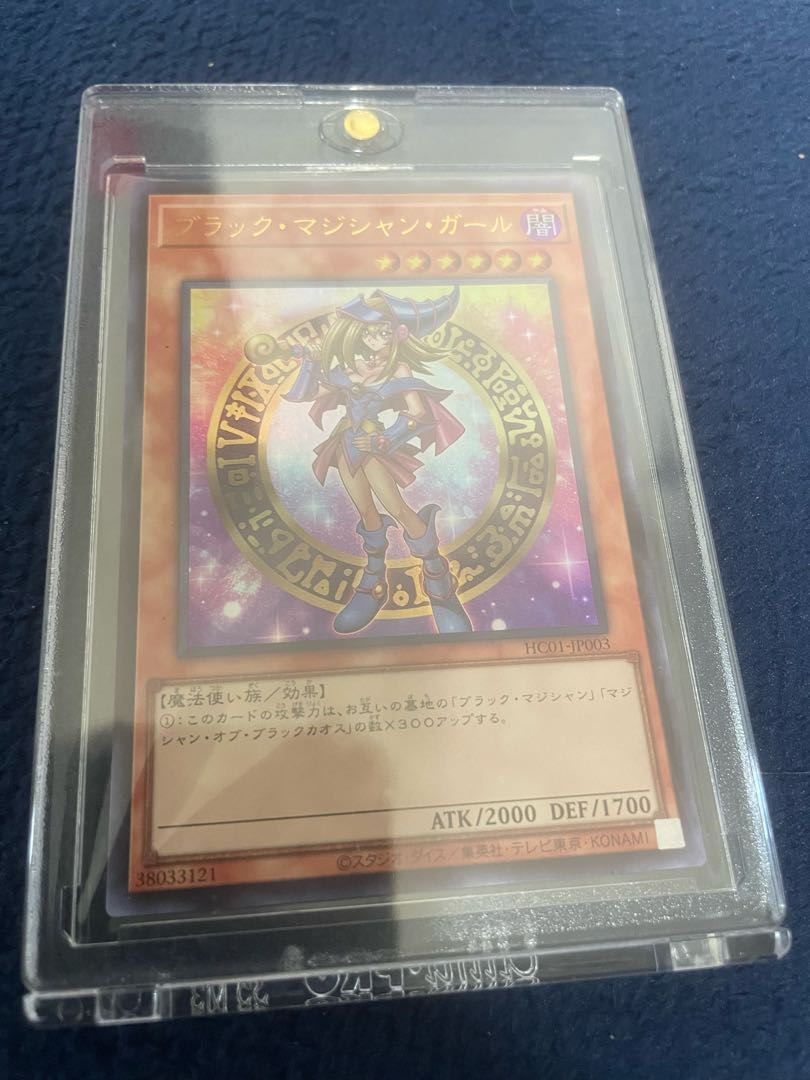 ブラック・マジシャン・ガール
闇
HC01-JP003
【魔法使い族／効果】
①：このカードの攻撃力は、お互いの墓地の「ブラック・マジシャン」「マジ
シャン・オブ・ブラックカオス」の数×３００アップする。
ATK/2000 DEF/1700
38033121
©スタジオ・ダイス／集英社・テレビ東京・KONAMI